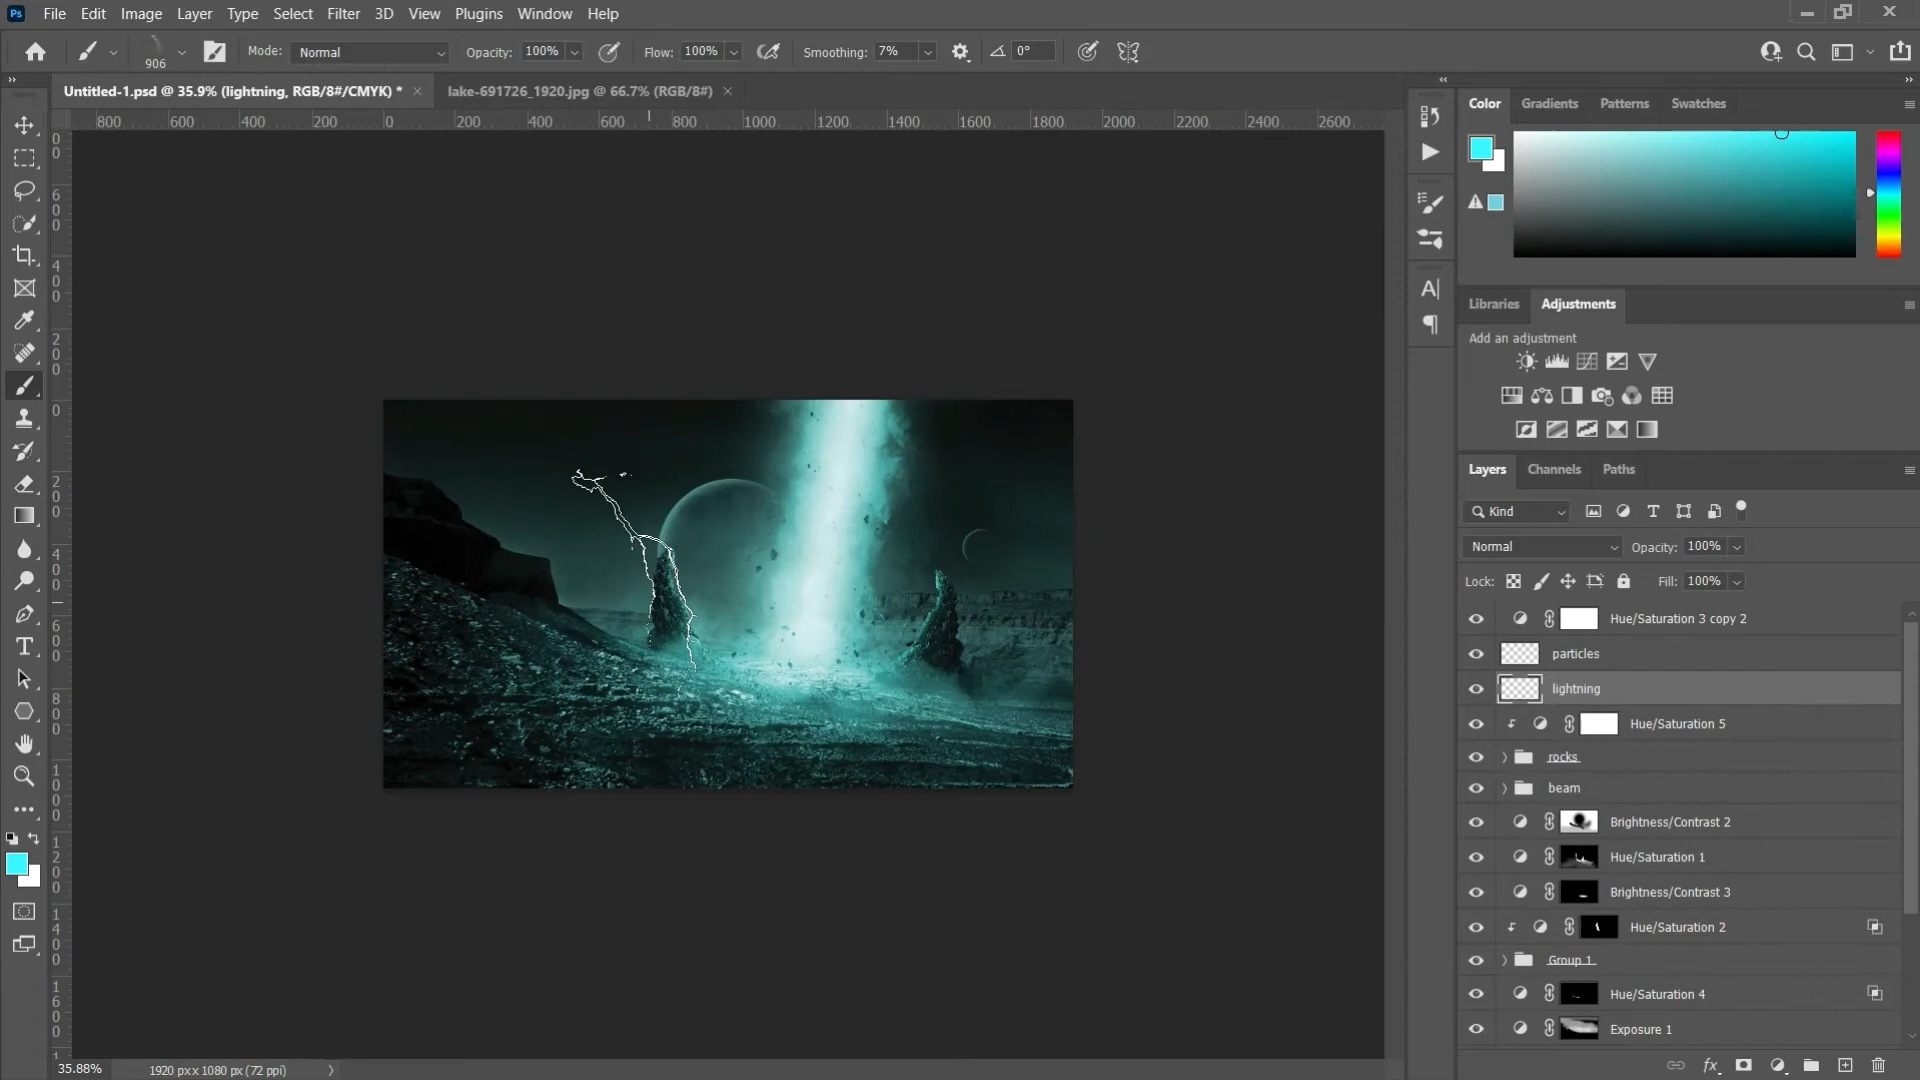 Ps File Edit Image Layer Type Select Filter 3D View Plugins Window Help
906 Mode: Normal Opacity: 100% Flow: 100% Smoothing: 7% 0°
Untitled-1.psd @ 35.9% (lightning, RGB/8#/CMYK) * lake-691726_1920.jpg @ 66.7% (RGB/8#)
800 600 400 200 0 200 400 600 800 1000 1200 1400 1600 1800 2000 2200 2400 2600
Color Gradients Patterns Swatches
Libraries Adjustments
Add an adjustment
Layers Channels Paths
Kind
Normal Opacity: 100%
Lock: Fill: 100%
Hue/Saturation 3 copy 2
particles
lightning
Hue/Saturation 5
rocks
beam
Brightness/Contrast 2
Hue/Saturation 1
Brightness/Contrast 3
Hue/Saturation 2
Group 1
Hue/Saturation 4
Exposure 1
35.88% 1920 px x 1080 px (72 ppi)